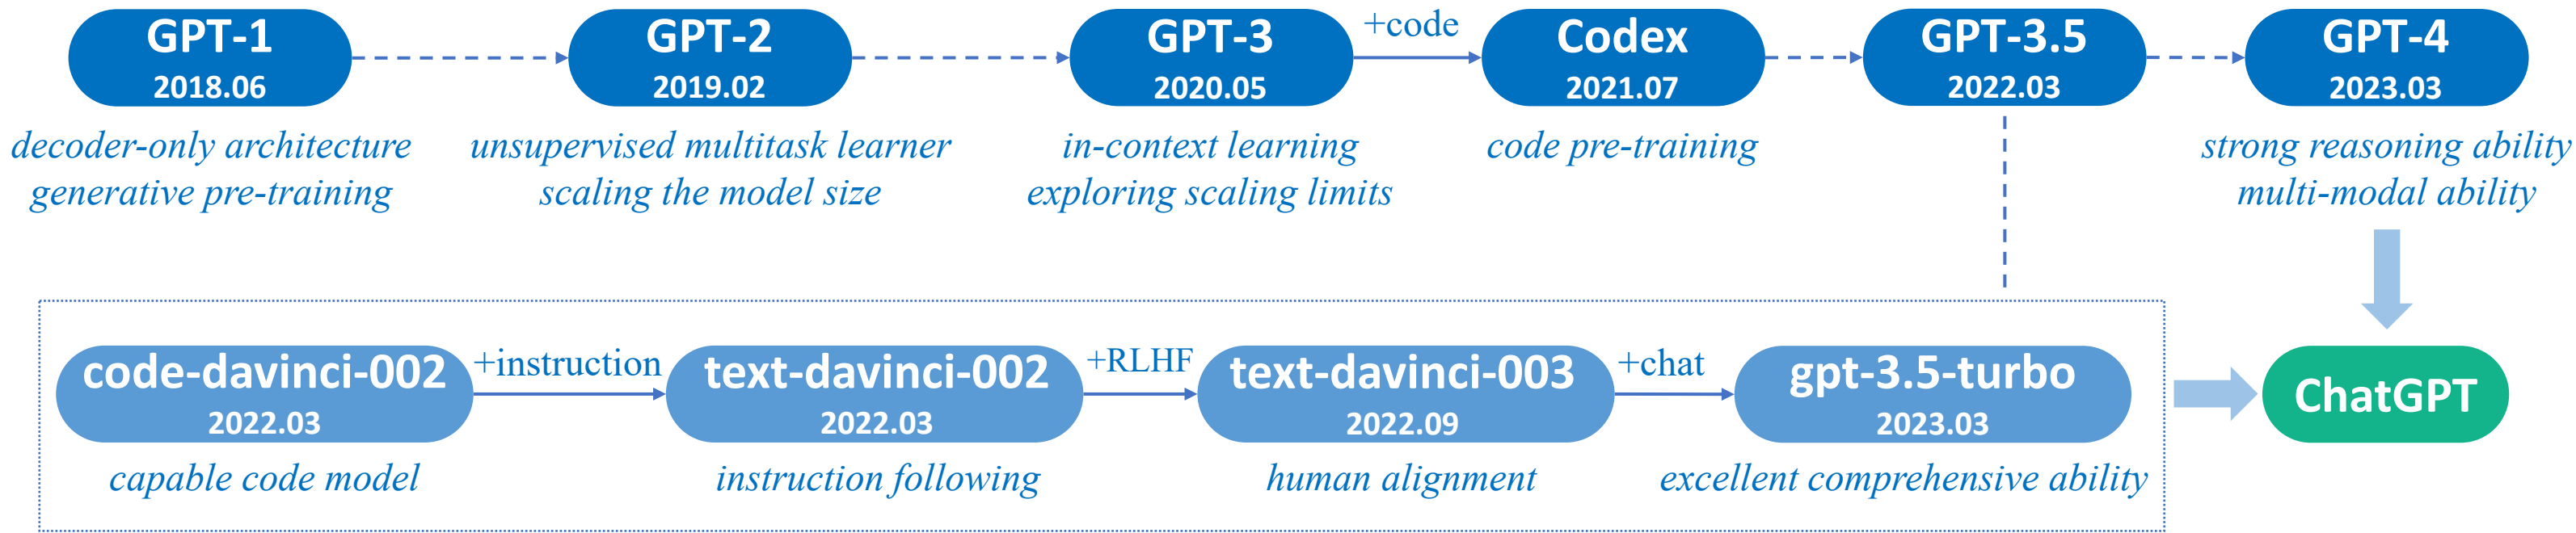 GPT-1
2018.06
decoder-only architecture
generative pre-training
GPT-2
2019.02
unsupervised multitask learner
scaling the model size
GPT-3
2020.05
in-context learning
exploring scaling limits
+code
Codex
2021.07
code pre-training
GPT-3.5
2022.03
GPT-4
2023.03
strong reasoning ability
multi-modal ability
code-davinci-002
2022.03
capable code model
+instruction
text-davinci-002
2022.03
instruction following
+RLHF
text-davinci-003
2022.09
human alignment
+chat
gpt-3.5-turbo
2023.03
excellent comprehensive ability
ChatGPT